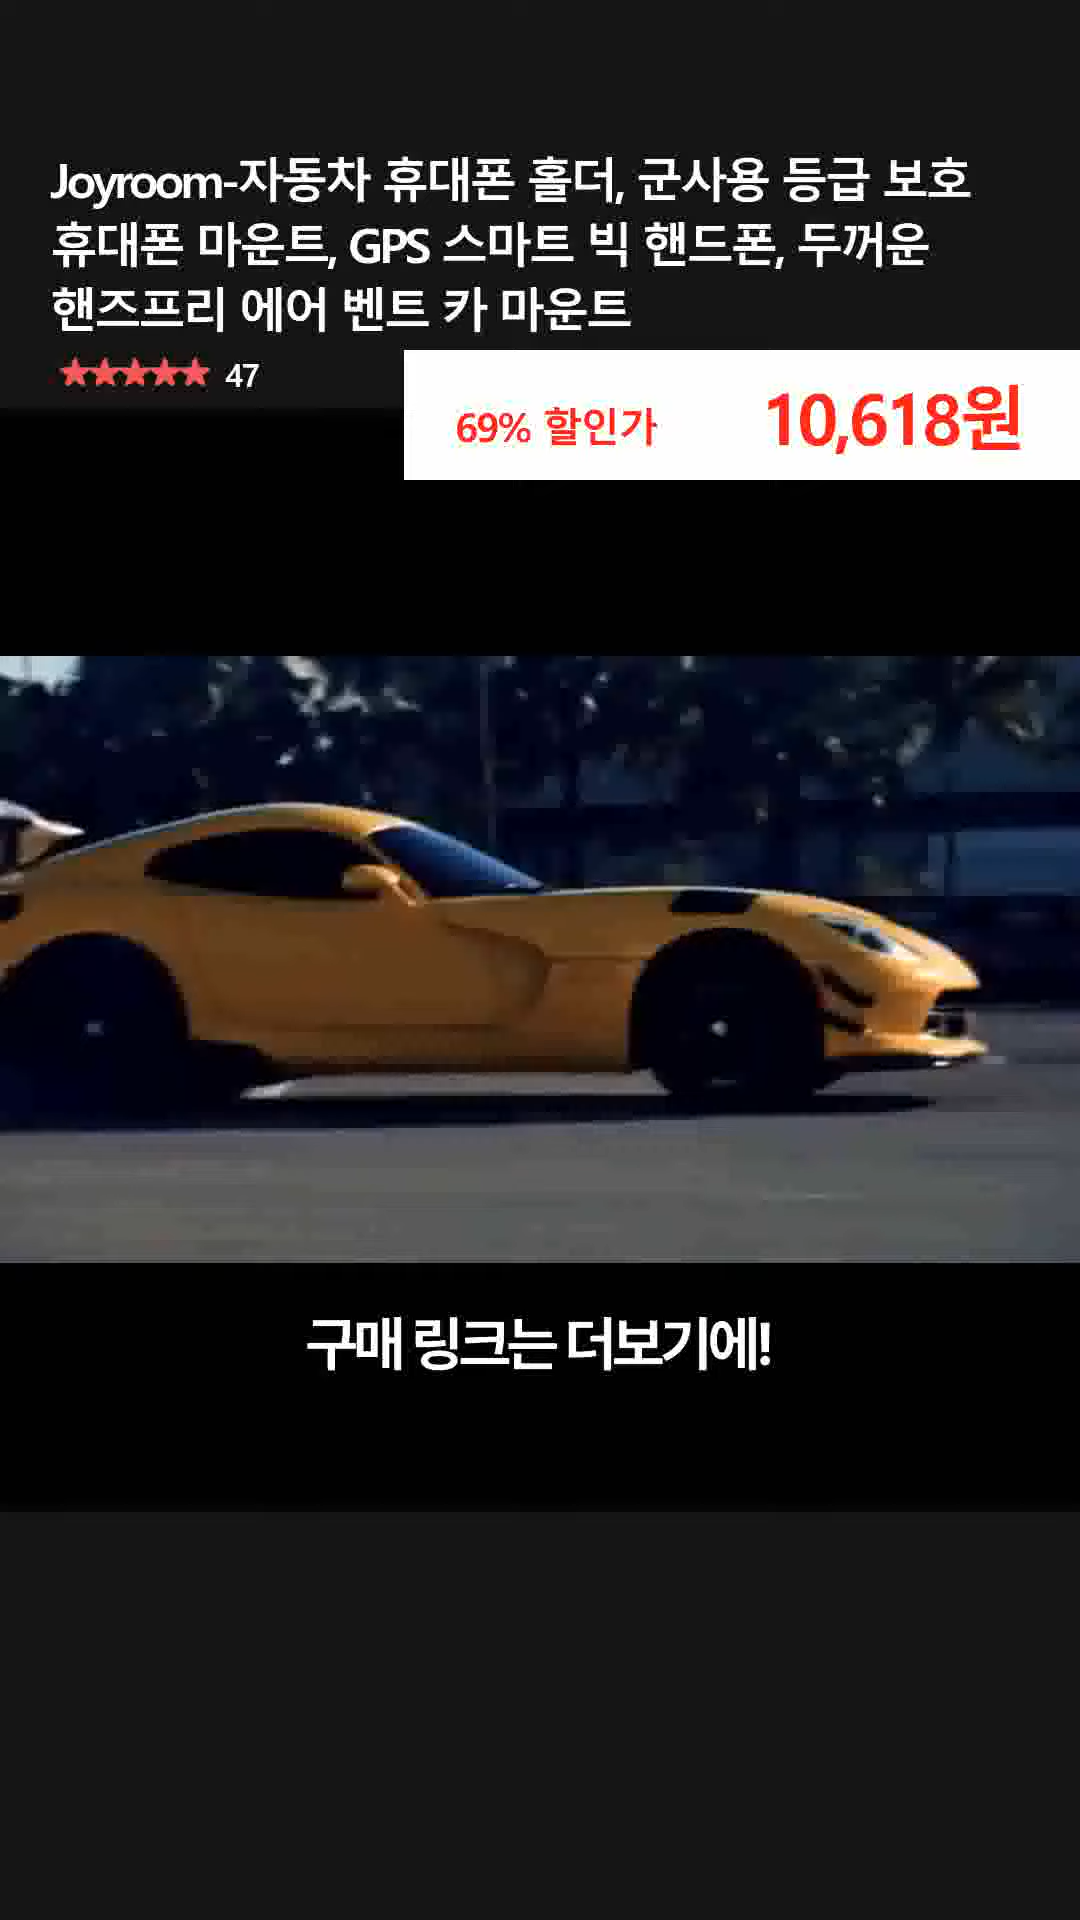 Joyroom-자동차 휴대폰 홀더, 군사용 등급 보호
휴대폰 마운트, GPS 스마트 빅 핸드폰, 두꺼운
핸즈프리 에어 벤트 카 마운트
★★★★★ 47
69% 할인가 10,618원
구매 링크는 더보기에!